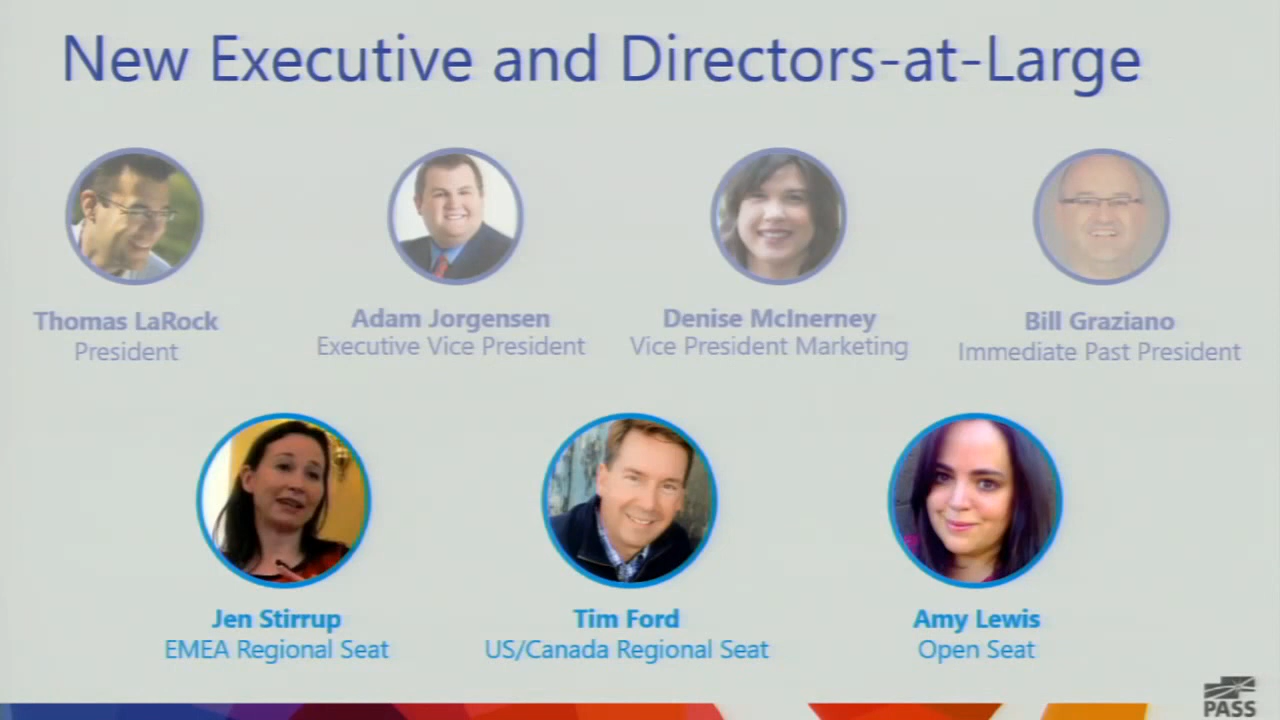 New Executive and Directors-at-Large
Thomas LaRock
President
Adam Jorgensen
Executive Vice President
Denise McInerney
Vice President Marketing
Bill Graziano
Immediate Past President
Jen Stirrup
EMEA Regional Seat
Tim Ford
US/Canada Regional Seat
Amy Lewis
Open Seat
PASS